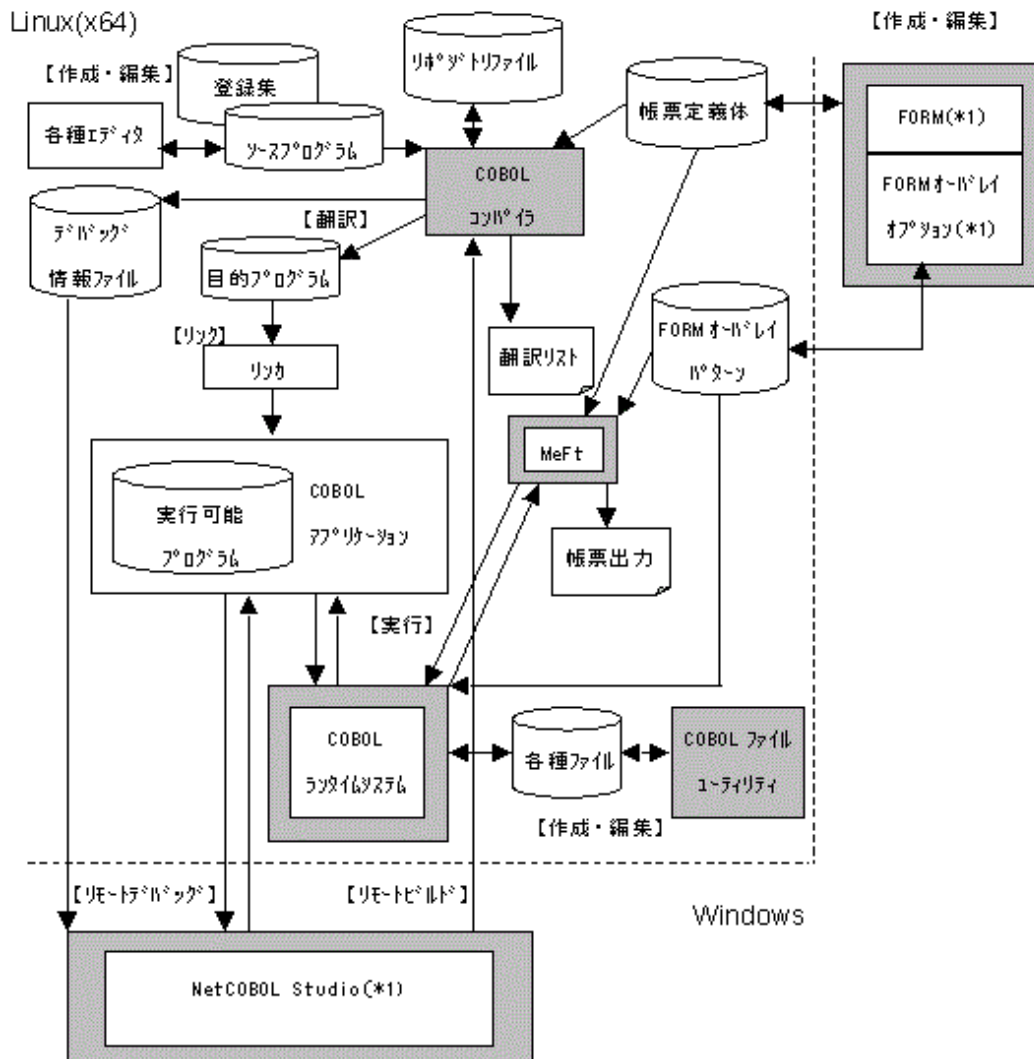 Linux(x64)
【作成・編集】
【作成・編集】
登録集
リポジトリファイル
各種エディタ
ソースプログラム
帳票定義体
FORM(*1)
FORMオーバレイ
オプション(*1)
COBOL
コンパイラ
デバッグ
情報ファイル
【翻訳】
目的プログラム
【リンク】
リンカ
翻訳リスト
FORMオーバレイ
パターン
MeFt
実行可能
プログラム
COBOL
アプリケーション
帳票出力
【実行】
COBOL
ランタイムシステム
各種ファイル
COBOL ファイル
ユーティリティ
【作成・編集】
【リモートデバッグ】
【リモートビルド】
Windows
NetCOBOL Studio(*1)